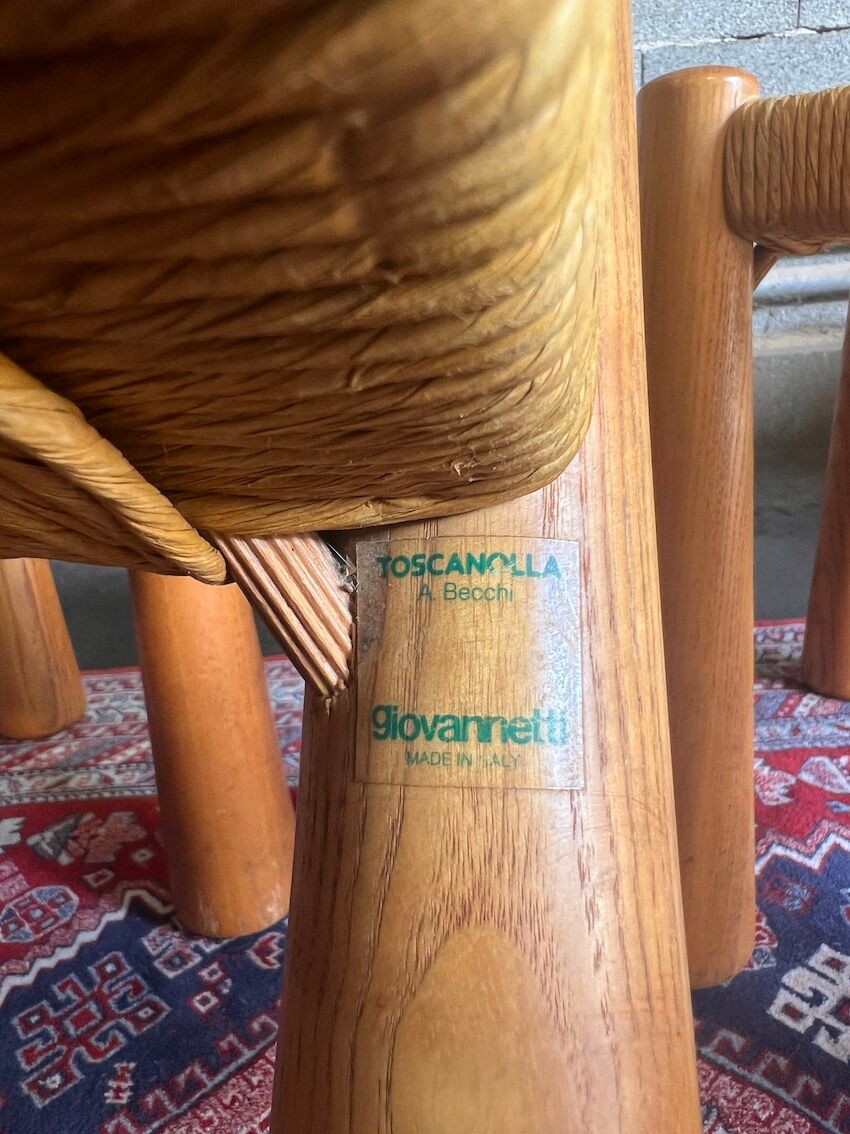 TOSCANOLLA
A. Becchi
giovannetti
MADE IN ITALY